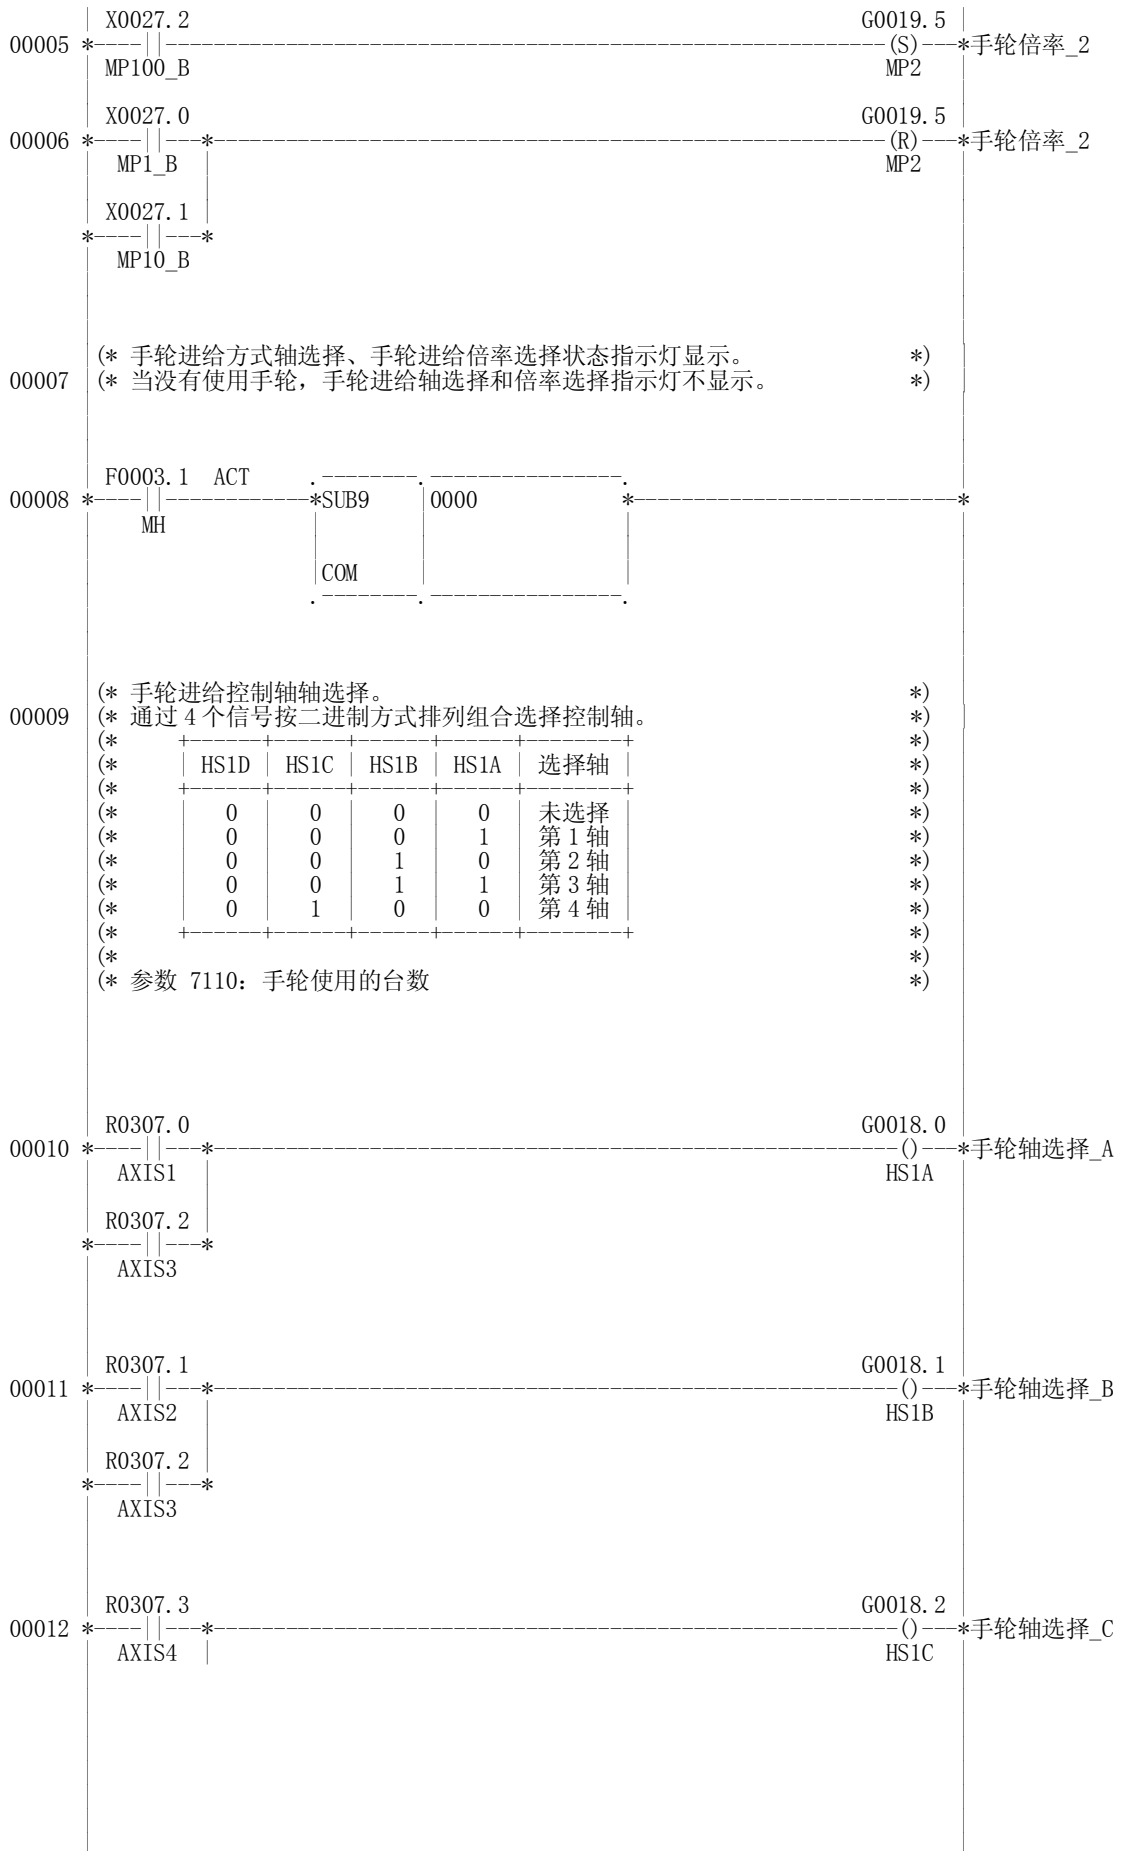 X0027.2 G0019.5
00005 *----||------------------------------------------------------------(S)---*手轮倍率_2
MP100_B MP2
X0027.0 G0019.5
00006 *----||---*--------------------------------------------------------(R)---*手轮倍率_2
MP1_B MP2
X0027.1
*----||---*
MP10_B
(* 手轮进给方式轴选择、手轮进给倍率选择状态指示灯显示。 *)
00007 (* 当没有使用手轮，手轮进给轴选择和倍率选择指示灯不显示。 *)
F0003.1 ACT .--------.----------------.
00008 *----||------------*SUB9 |0000 *---------------------------*
MH
|COM
.--------.----------------.
(* 手轮进给控制轴轴选择。 *)
00009 (* 通过4个信号按二进制方式排列组合选择控制轴。 *)
(* +------+------+------+------+--------+ *)
(* | HS1D | HS1C | HS1B | HS1A | 选择轴 | *)
(* +------+------+------+------+--------+ *)
(* | 0 | 0 | 0 | 0 | 未选择 | *)
(* | 0 | 0 | 0 | 1 | 第1轴 | *)
(* | 0 | 0 | 1 | 0 | 第2轴 | *)
(* | 0 | 0 | 1 | 1 | 第3轴 | *)
(* | 0 | 1 | 0 | 0 | 第4轴 | *)
(* +------+------+------+------+--------+ *)
(* *)
(* 参数 7110：手轮使用的台数 *)
R0307.0 G0018.0
00010 *----||---*---------------------------------------------------------()---*手轮轴选择_A
AXIS1 HS1A
R0307.2
*----||---*
AXIS3
R0307.1 G0018.1
00011 *----||---*---------------------------------------------------------()---*手轮轴选择_B
AXIS2 HS1B
R0307.2
*----||---*
AXIS3
R0307.3 G0018.2
00012 *----||---*---------------------------------------------------------()---*手轮轴选择_C
AXIS4 | HS1C